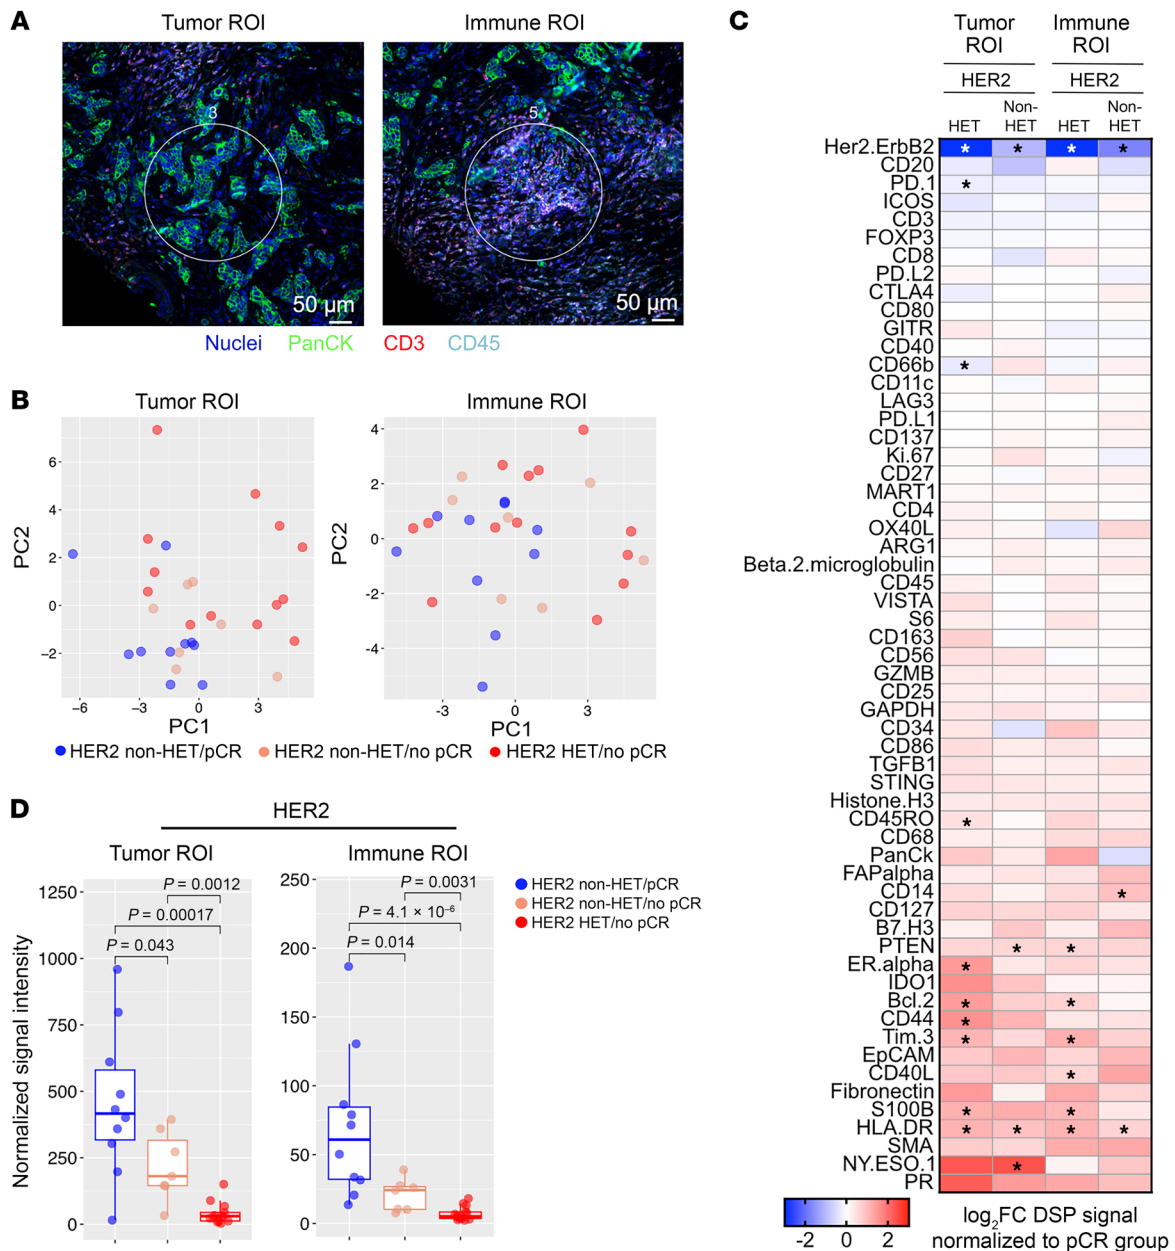 A
Tumor ROI
Immune ROI
3
5
50 μm
50 μm
Nuclei PanCK CD3 CD45
B
Tumor ROI
Immune ROI
PC2
6
4
2
0
−2
−6
−3
0
3
PC1
PC2
4
2
0
-2
-4
-3
0
3
PC1
HER2 non-HET/pCR
HER2 non-HET/no pCR
HER2 HET/no pCR
C
Tumor ROI
Immune ROI
HER2
HER2
HET
Non-HET
HET
Non-HET
Her2.ErbB2 * * * *
CD20
PD.1 *
ICOS
CD3
FOXP3
CD8
PD.L2
CTLA4
CD80
GITR
CD40
CD66b *
CD11c
LAG3
PD.L1
CD137
Ki.67
CD27
MART1
CD4
OX40L
ARG1
Beta.2.microglobulin
CD45
VISTA
S6
CD163
CD56
GZMB
CD25
GAPDH
CD34
CD86
TGFB1
STING
Histone.H3
CD45RO *
CD68
PanCk
FAPalpha
CD14 *
CD127
B7.H3
PTEN * *
ER.alpha *
IDO1
Bcl.2 * *
CD44 *
Tim.3 * *
EpCAM
CD40L *
Fibronectin
S100B * *
HLA.DR * * * *
SMA
NY.ESO.1 *
PR
-2 0 2
log₂FC DSP signal
normalized to pCR group
D
HER2
Tumor ROI
Immune ROI
Normalized signal intensity
1250
1000
750
500
250
0
P = 0.0012
P = 0.00017
P = 0.043
250
200
150
100
50
0
P = 0.0031
P = 4.1 × 10⁻⁶
P = 0.014
HER2 non-HET/pCR
HER2 non-HET/no pCR
HER2 HET/no pCR